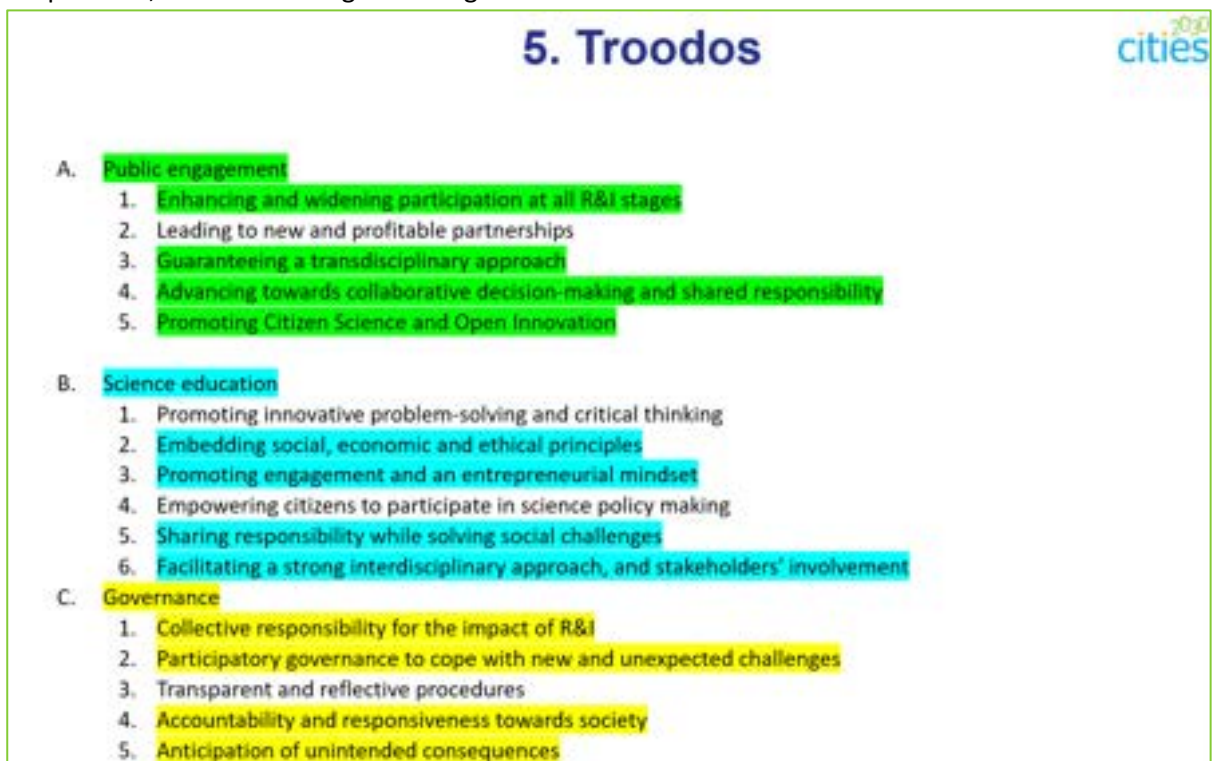 5. Troodos
2030
cities
A. Public engagement
1. Enhancing and widening participation at all R&I stages
2. Leading to new and profitable partnerships
3. Guaranteeing a transdisciplinary approach
4. Advancing towards collaborative decision-making and shared responsibility
5. Promoting Citizen Science and Open Innovation
B. Science education
1. Promoting innovative problem-solving and critical thinking
2. Embedding social, economic and ethical principles
3. Promoting engagement and an entrepreneurial mindset
4. Empowering citizens to participate in science policy making
5. Sharing responsibility while solving social challenges
6. Facilitating a strong interdisciplinary approach, and stakeholders' involvement
C. Governance
1. Collective responsibility for the impact of R&I
2. Participatory governance to cope with new and unexpected challenges
3. Transparent and reflective procedures
4. Accountability and responsiveness towards society
5. Anticipation of unintended consequences